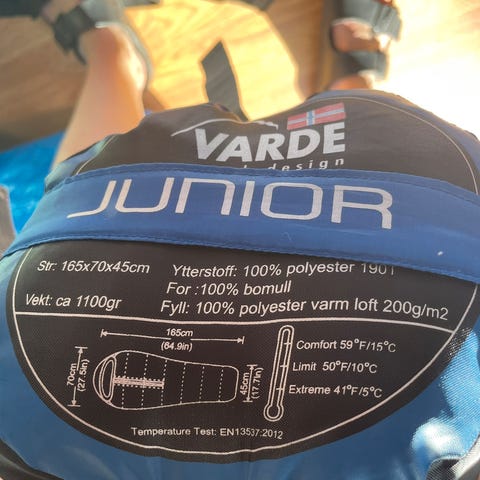 VARDE
design
JUNIOR
Str: 165x70x45cm
Ytterstoff: 100% polyester 1901
For :100% bomull
Vekt: ca 1100gr
Fyll: 100% polyester varm loft 200g/m2
165cm
(64.9in)
70cm
(27.5in)
45cm
(17.7in)
Comfort 59°F/15°C
Limit 50°F/10°C
Extreme 41°F/5°C
Temperature Test: EN13537:2012